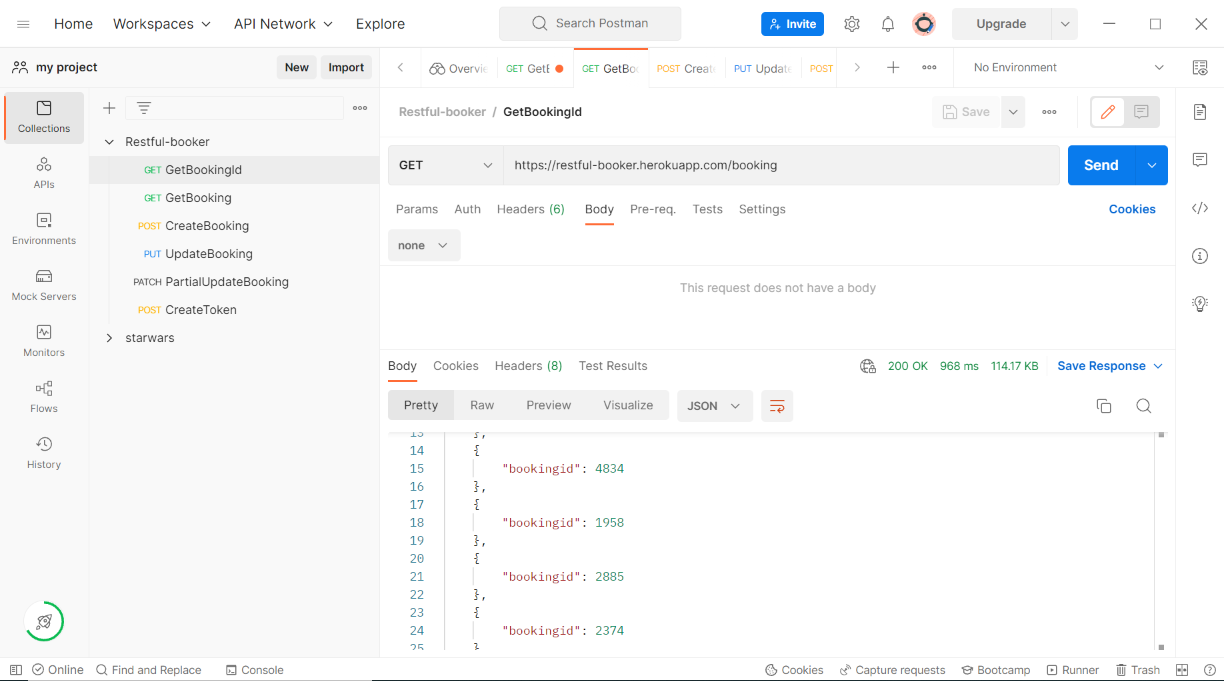 Home Workspaces API Network Explore Search Postman Invite Upgrade
my project New Import Overvie GET GetB GET GetBoo POST Create PUT Update POST No Environment
Collections
APIs
Environments
Mock Servers
Monitors
Flows
History
Restful-booker
GET GetBookingId
GET GetBooking
POST CreateBooking
PUT UpdateBooking
PATCH PartialUpdateBooking
POST CreateToken
starwars
Restful-booker / GetBookingId Save
GET https://restful-booker.herokuapp.com/booking Send
Params Auth Headers (6) Body Pre-req. Tests Settings Cookies
none
This request does not have a body
Body Cookies Headers (8) Test Results 200 OK 968 ms 114.17 KB Save Response
Pretty Raw Preview Visualize JSON
13 },
14 {
15 "bookingid": 4834
16 },
17 {
18 "bookingid": 1958
19 },
20 {
21 "bookingid": 2885
22 },
23 {
24 "bookingid": 2374
25 }
Online Find and Replace Console Cookies Capture requests Bootcamp Runner Trash